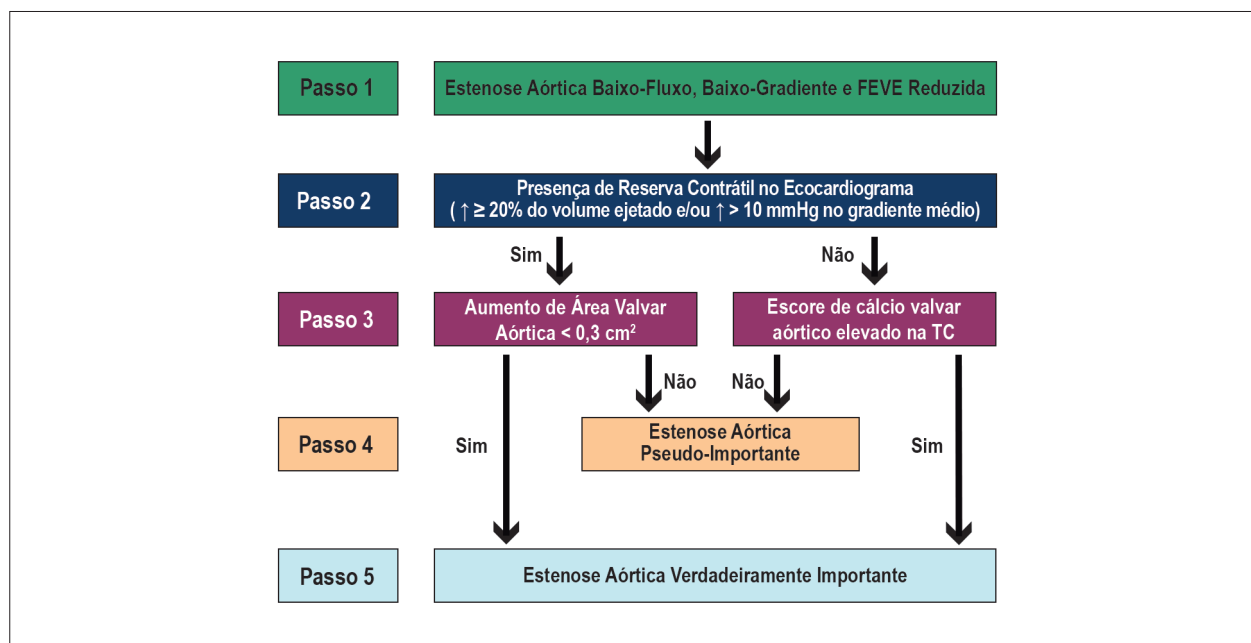 Passo 1
Estenose Aórtica Baixo-Fluxo, Baixo-Gradiente e FEVE Reduzida
Passo 2
Presença de Reserva Contrátil no Ecocardiograma
( ↑ ≥ 20% do volume ejetado e/ou ↑ > 10 mmHg no gradiente médio)
Sim
Não
Passo 3
Aumento de Área Valvar
Aórtica < 0,3 cm²
Escore de cálcio valvar
aórtico elevado na TC
Não
Não
Passo 4
Sim
Estenose Aórtica
Pseudo-Importante
Sim
Passo 5
Estenose Aórtica Verdadeiramente Importante